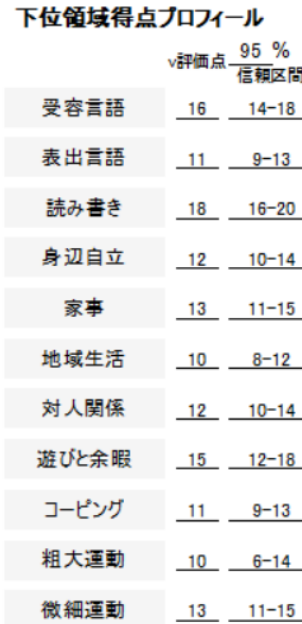 下位領域得点プロフィール
v評価点 95 %
信頼区間
受容言語 16 14-18
表出言語 11 9-13
読み書き 18 16-20
身辺自立 12 10-14
家事 13 11-15
地域生活 10 8-12
対人関係 12 10-14
遊びと余暇 15 12-18
コーピング 11 9-13
粗大運動 10 6-14
微細運動 13 11-15